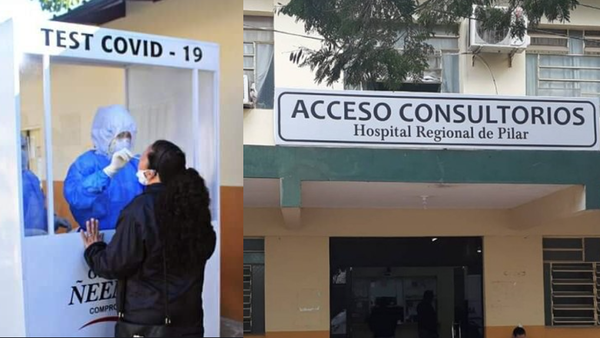 TEST COVID - 19
ÑEE
COMPRO
ACCESO CONSULTORIOS
Hospital Regional de Pilar